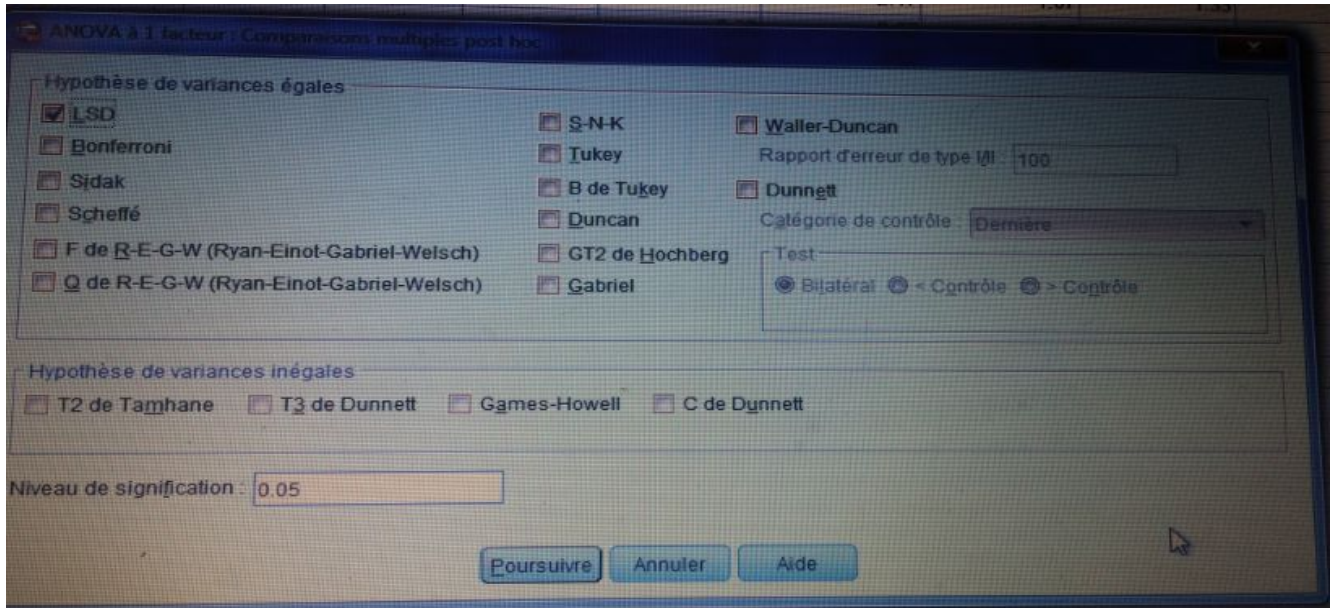 ANOVA à 1 facteur : Comparaisons multiples post hoc
Hypothèse de variances égales
LSD
Bonferroni
Sidak
Scheffé
F de R-E-G-W (Ryan-Einot-Gabriel-Welsch)
Q de R-E-G-W (Ryan-Einot-Gabriel-Welsch)
S-N-K
Tukey
B de Tukey
Duncan
GT2 de Hochberg
Gabriel
Waller-Duncan
Rapport d'erreur de type I/II : 100
Dunnett
Catégorie de contrôle : Dernière
Test
Bilatéral < Contrôle > Contrôle
Hypothèse de variances inégales
T2 de Tamhane T3 de Dunnett Games-Howell C de Dunnett
Niveau de signification : 0.05
Poursuivre Annuler Aide